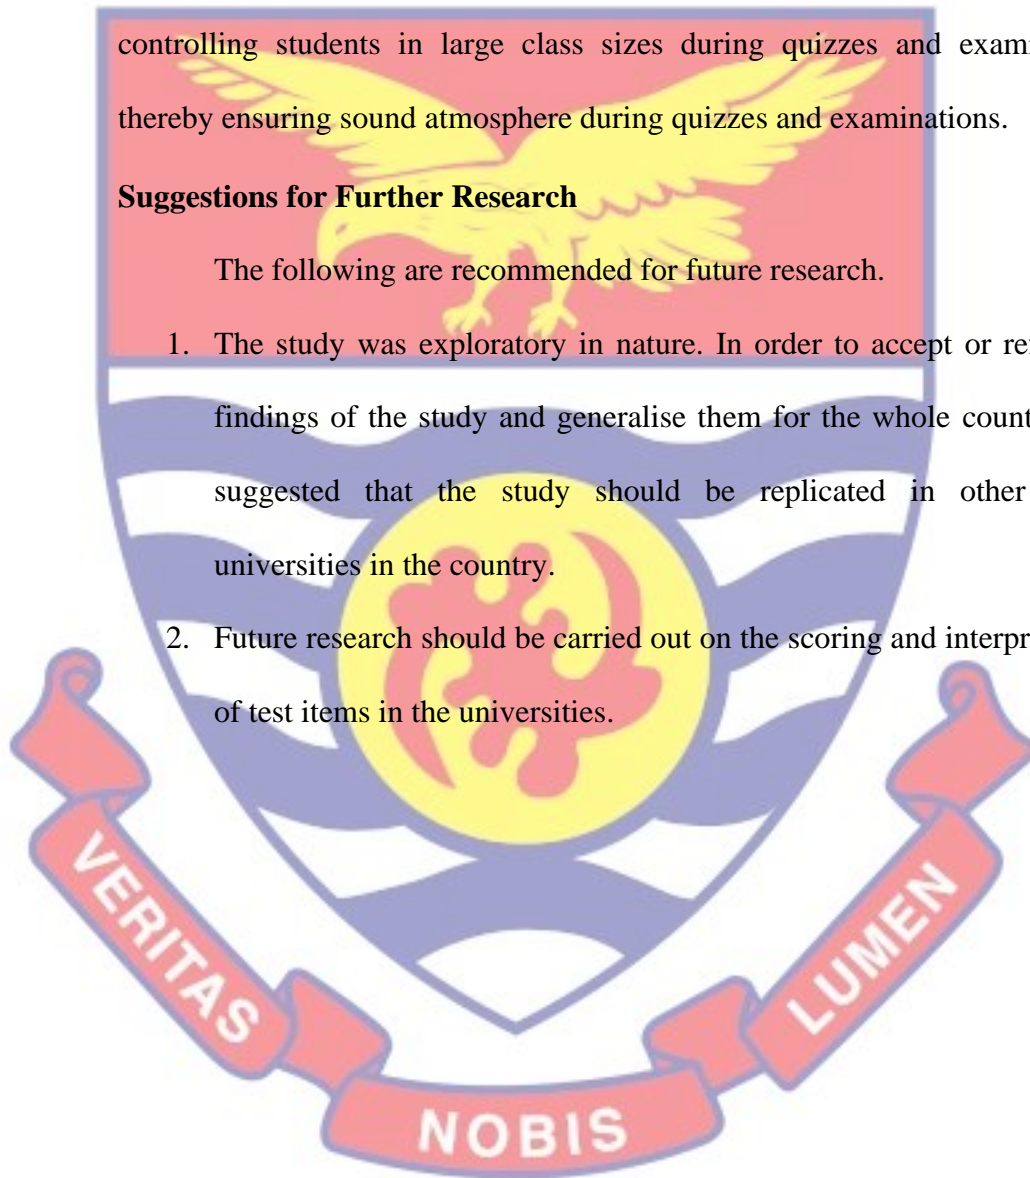 controlling students in large class sizes during quizzes and exam
thereby ensuring sound atmosphere during quizzes and examinations.
Suggestions for Further Research
The following are recommended for future research.
1. The study was exploratory in nature. In order to accept or re
findings of the study and generalise them for the whole count
suggested that the study should be replicated in other
universities in the country.
2. Future research should be carried out on the scoring and interpr
of test items in the universities.
VERITAS
NOBIS
LUMEN